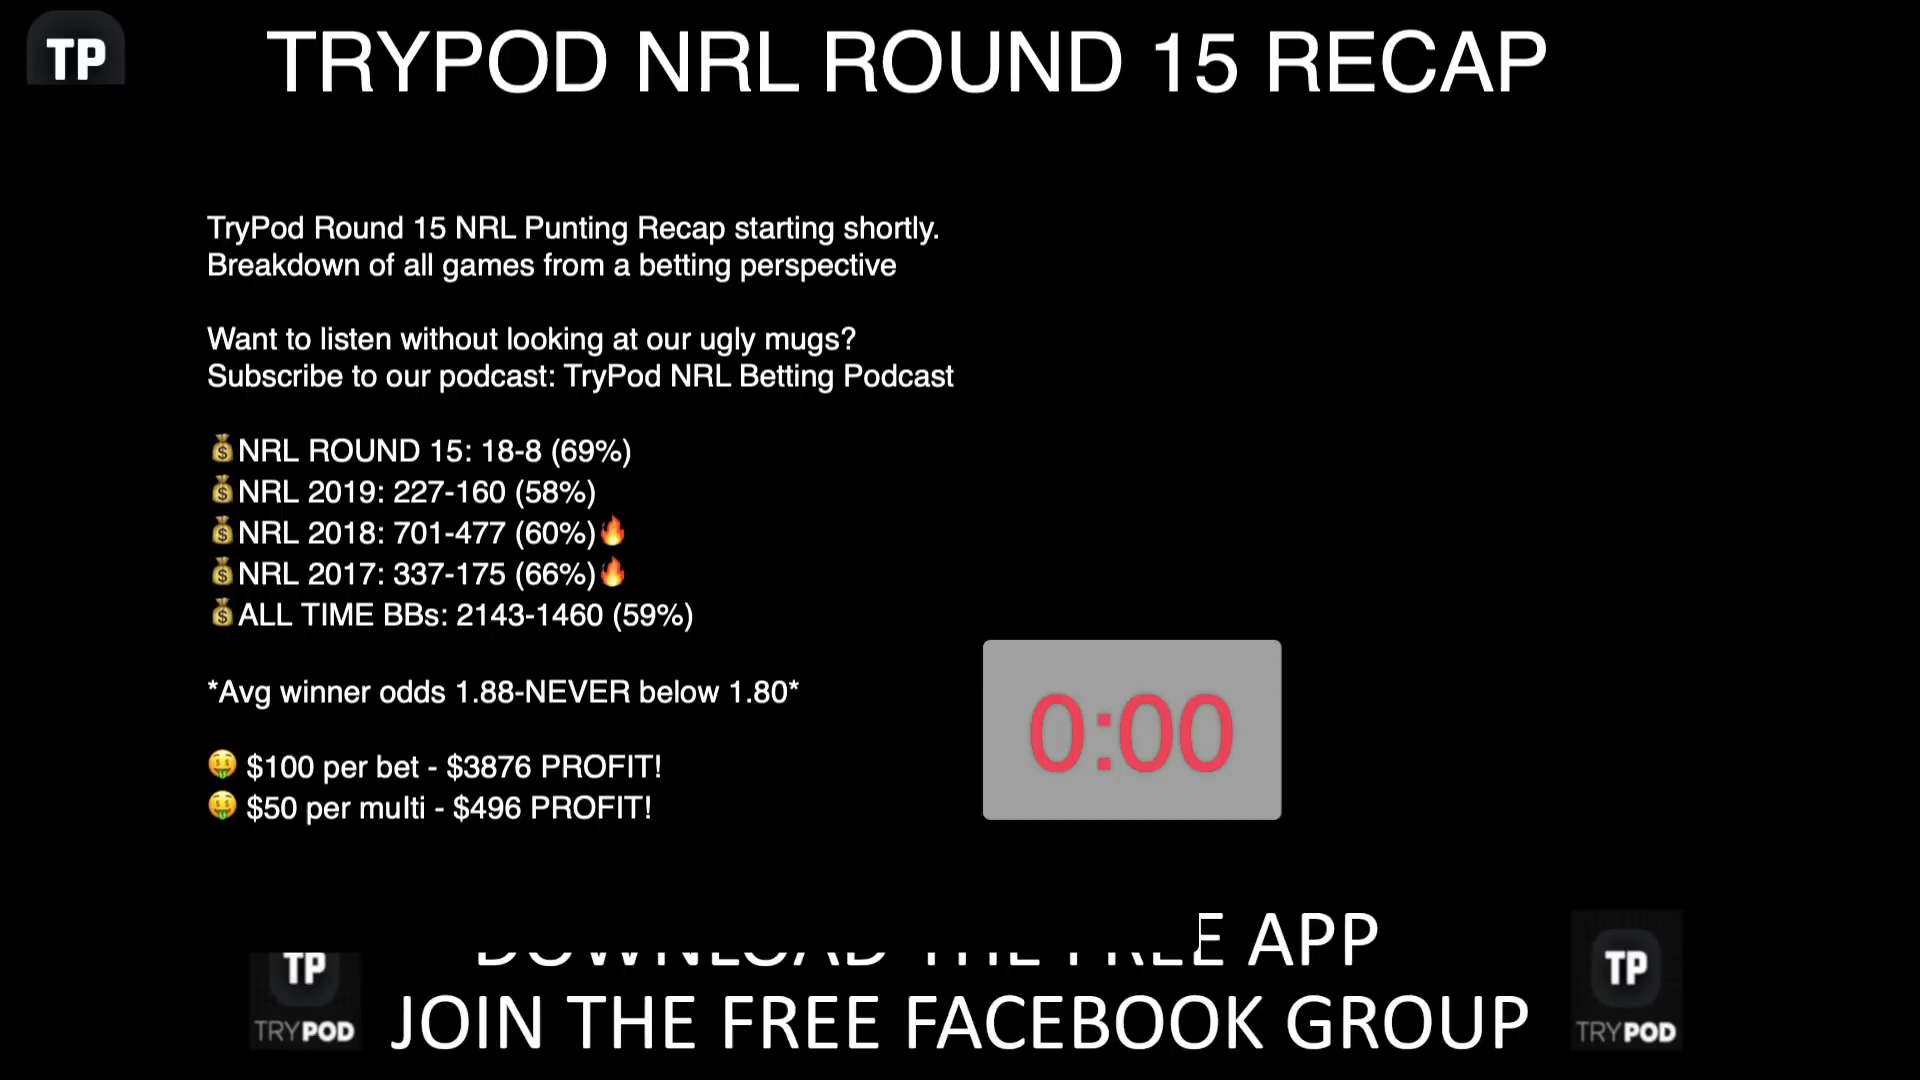 TP
TRYPOD NRL ROUND 15 RECAP
TryPod Round 15 NRL Punting Recap starting shortly.
Breakdown of all games from a betting perspective
Want to listen without looking at our ugly mugs?
Subscribe to our podcast: TryPod NRL Betting Podcast
💰NRL ROUND 15: 18-8 (69%)
💰NRL 2019: 227-160 (58%)
💰NRL 2018: 701-477 (60%)🔥
💰NRL 2017: 337-175 (66%)🔥
💰ALL TIME BBs: 2143-1460 (59%)
*Avg winner odds 1.88-NEVER below 1.80*
🤑 $100 per bet - $3876 PROFIT!
🤑 $50 per multi - $496 PROFIT!
0:00
DOWNLOAD THE FREE APP
JOIN THE FREE FACEBOOK GROUP
TP
TRYPOD
TP
TRYPOD